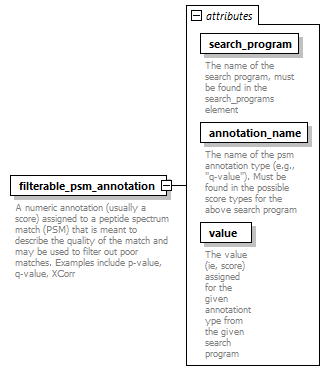 attributes
search_program
The name of the
search program, must
be found in the
search_programs
element
annotation_name
The name of the psm
annotation type (e.g.,
"q-value"). Must be
found in the possible
score types for the
above search program
filterable_psm_annotation
A numeric annotation (usually a
score) assigned to a peptide spectrum
match (PSM) that is meant to
describe the quality of the match and
may be used to filter out poor
matches. Examples include p-value,
q-value, XCorr
value
The value
(ie, score)
assigned
for the
given
annotationt
ype from
the given
search
program